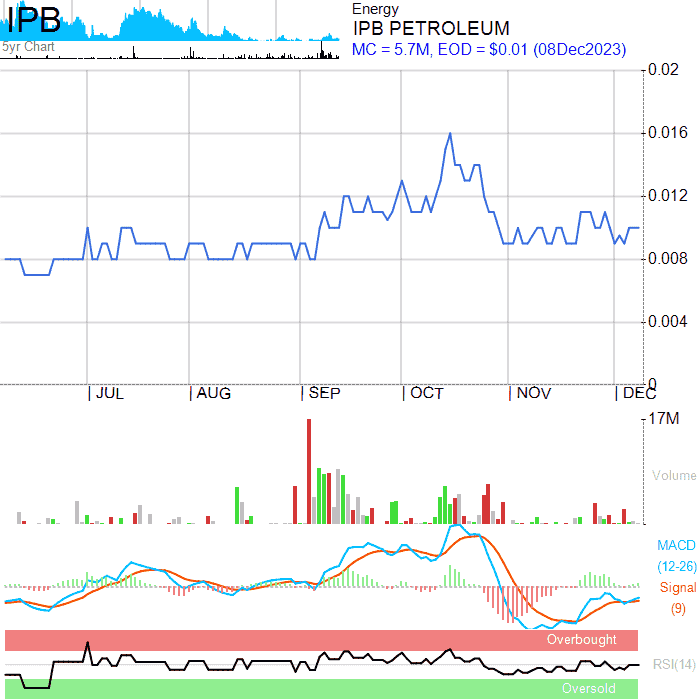 IPB
5yr Chart
Energy
IPB PETROLEUM
MC = 5.7M, EOD = $0.01 (08Dec2023)
0.02
0.016
0.012
0.008
0.004
0
JUL AUG SEP OCT NOV DEC
17M
Volume
MACD
(12-26)
Signal
(9)
Overbought
RSI(14)
Oversold